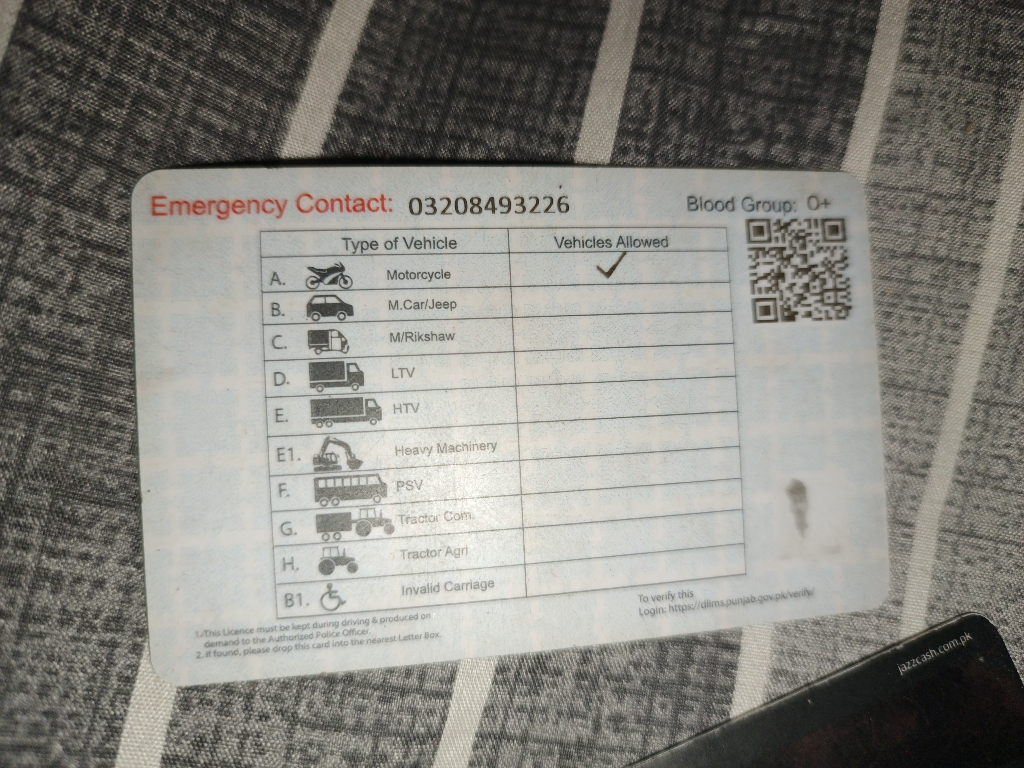 Emergency Contact: 03208493226
Blood Group: O+
Type of Vehicle Vehicles Allowed
A. Motorcycle ✓
B. M.Car/Jeep
C. M/Rikshaw
D. LTV
E. HTV
E1. Heavy Machinery
F. PSV
G. Tractor Com.
H. Tractor Agri
B1. Invalid Carriage
1. This Licence must be kept during driving & produced on
demand to the Authorized Police Officer.
2. If found, please drop this card into the nearest Letter Box.
To verify this
Login: https://dlims.punjab.gov.pk/verify/
jazzcash.com.pk